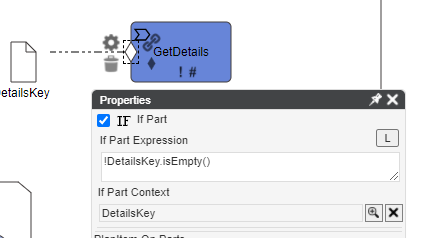 GetDetails
! #
etailsKey
Properties
IF If Part
If Part Expression
L
!DetailsKey.isEmpty()
If Part Context
DetailsKey